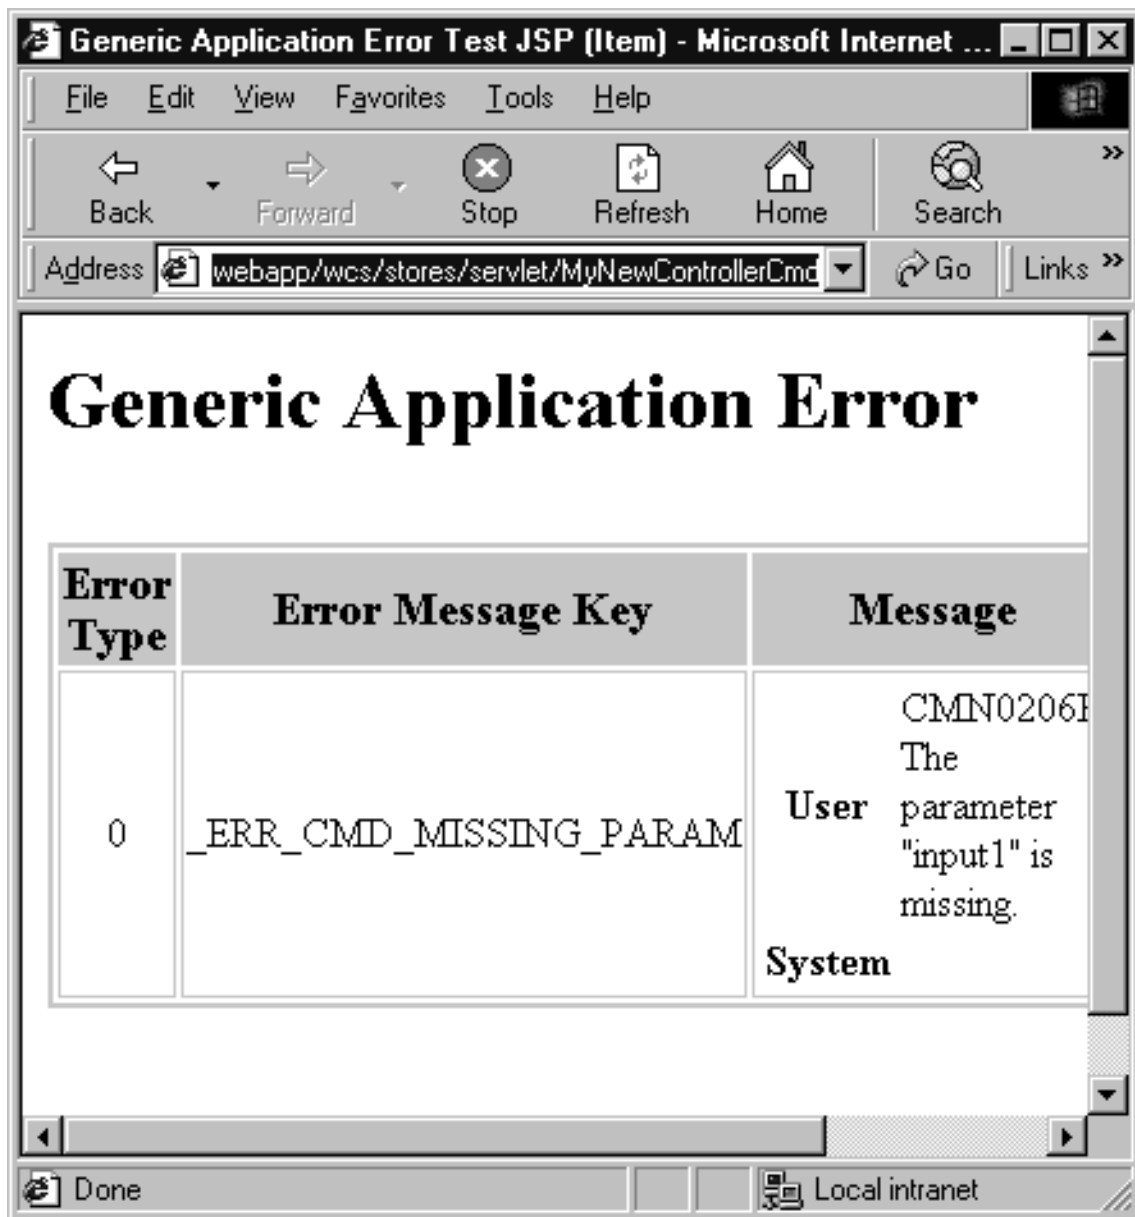 Generic Application Error Test JSP (Item) - Microsoft Internet ...
File Edit View Favorites Tools Help
Back Forward Stop Refresh Home Search »
Address webapp/wcs/stores/servlet/MyNewControllerCmd Go Links »
Generic Application Error
Error
Type
Error Message Key
Message
0
_ERR_CMD_MISSING_PARAM
User
CMN0206E
The
parameter
"input1" is
missing.
System
Done
Local intranet